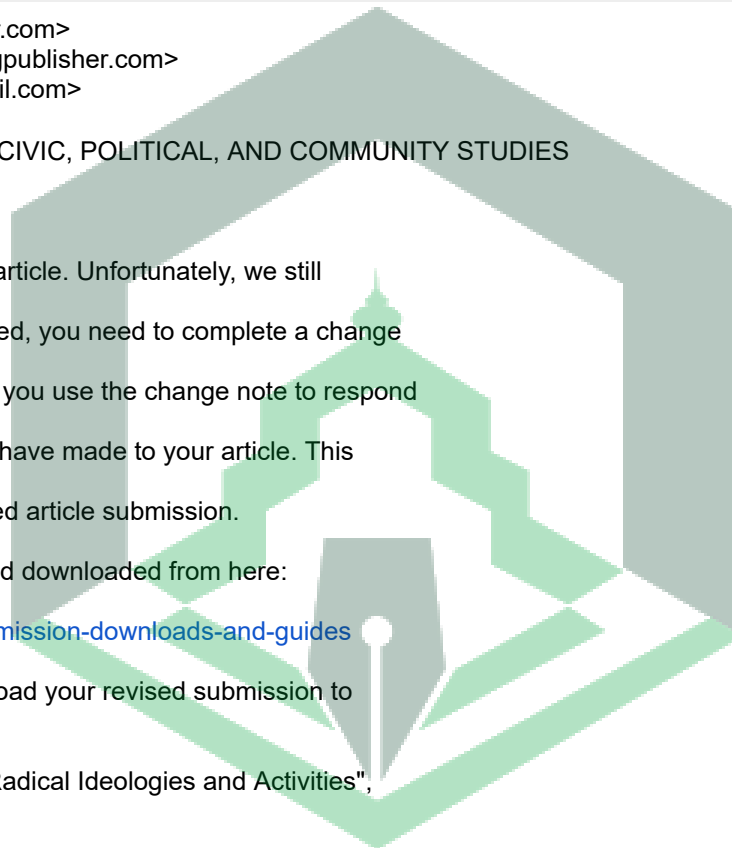 r.com>
gpublisher.com>
il.com>
CIVIC, POLITICAL, AND COMMUNITY STUDIES
article. Unfortunately, we still
ed, you need to complete a change
you use the change note to respond
have made to your article. This
ed article submission.
d downloaded from here:
mission-downloads-and-guides
oad your revised submission to
Radical Ideologies and Activities",